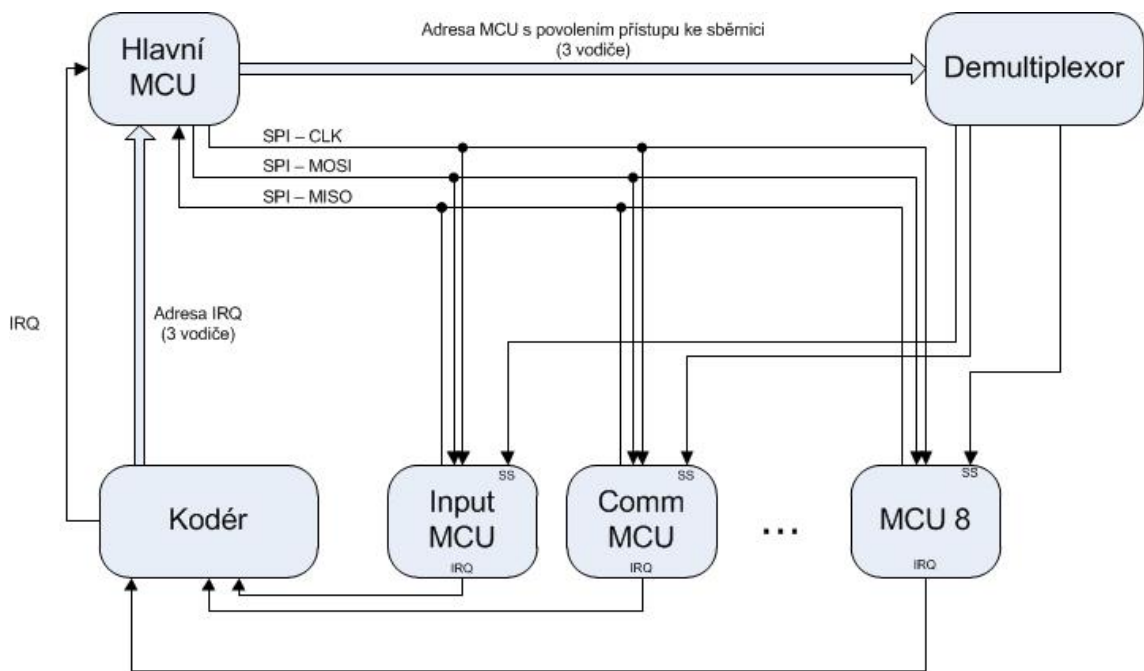 Hlavní
MCU
Adresa MCU s povolením přístupu ke sběrnici
(3 vodiče)
Demultiplexor
SPI – CLK
SPI – MOSI
SPI – MISO
IRQ
Adresa IRQ
(3 vodiče)
Kodér
SS
Input
MCU
IRQ
SS
Comm
MCU
IRQ
...
SS
MCU 8
IRQ